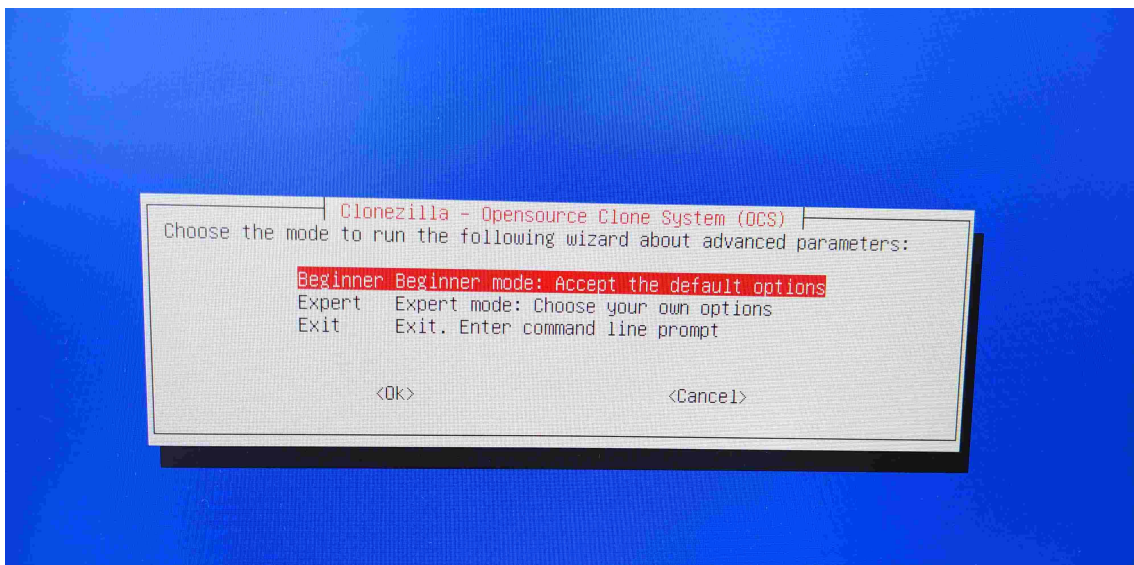 Clonezilla - Opensource Clone System (OCS)
Choose the mode to run the following wizard about advanced parameters:
Beginner Beginner mode: Accept the default options
Expert Expert mode: Choose your own options
Exit Exit. Enter command line prompt
<Ok> <Cancel>